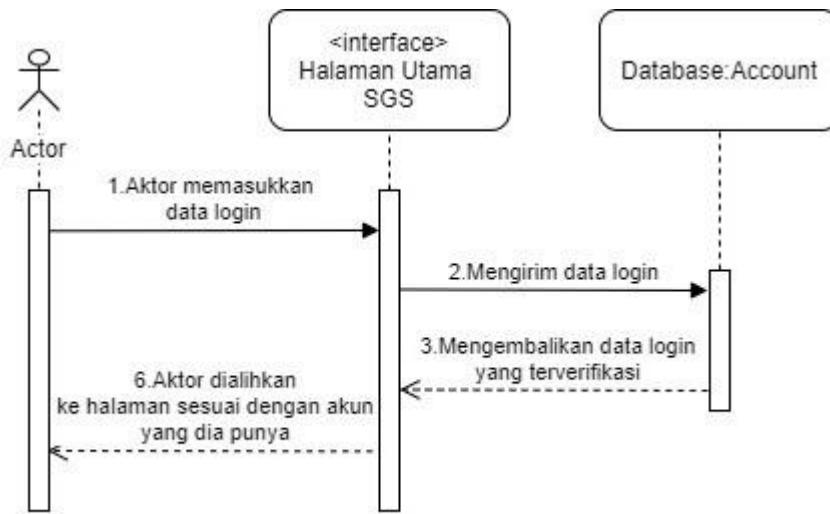 <interface>
Halaman Utama
SGS
Database:Account
Actor
1.Aktor memasukkan
data login
2.Mengirim data login
3.Mengembalikan data login
yang terverifikasi
6.Aktor dialihkan
ke halaman sesuai dengan akun
yang dia punya